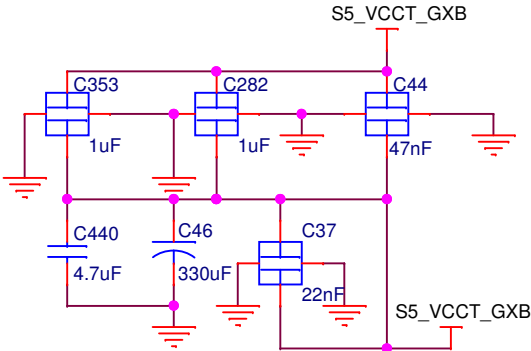 S5_VCCT_GXB
C353
C282
C44
1uF
1uF
47nF
C440
C46
C37
4.7uF
330uF
22nF
S5_VCCT_GXB